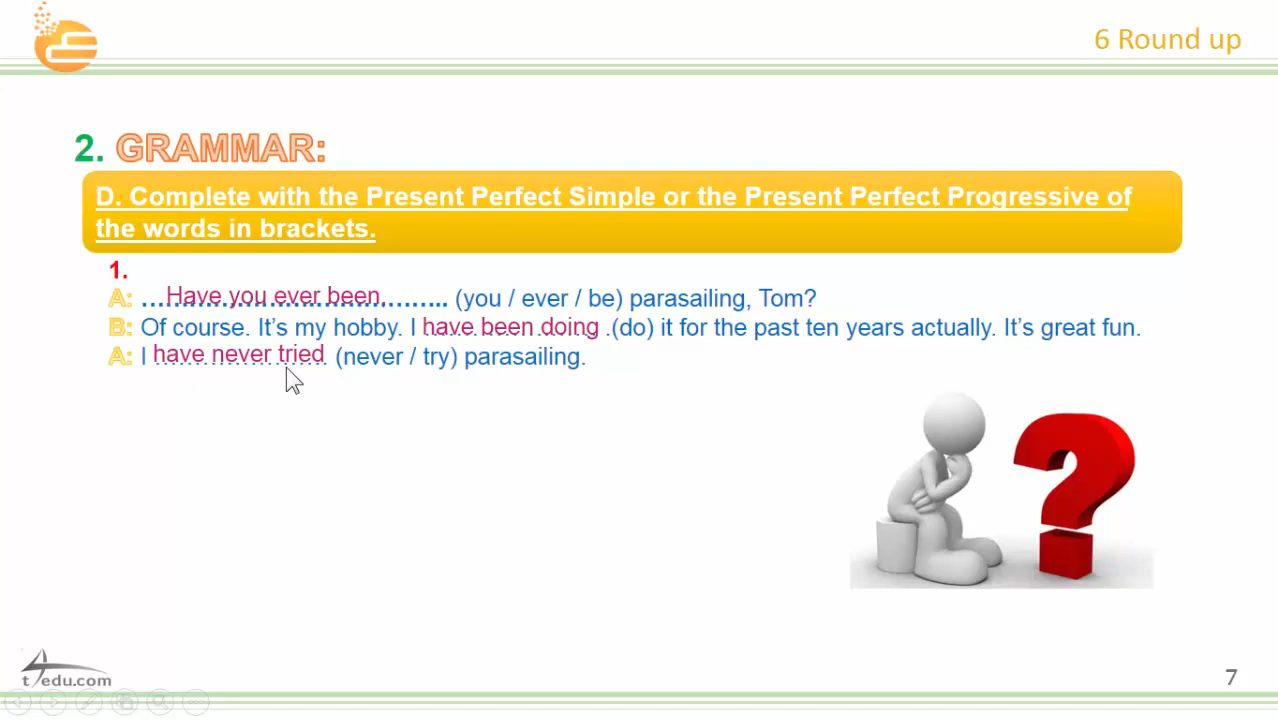 6 Round up
2. GRAMMAR:
D. Complete with the Present Perfect Simple or the Present Perfect Progressive of
the words in brackets.
1.
A: …Have you ever been…….. (you / ever / be) parasailing, Tom?
B: Of course. It’s my hobby. I have been doing .(do) it for the past ten years actually. It’s great fun.
A: I have never tried (never / try) parasailing.
t4edu.com
7